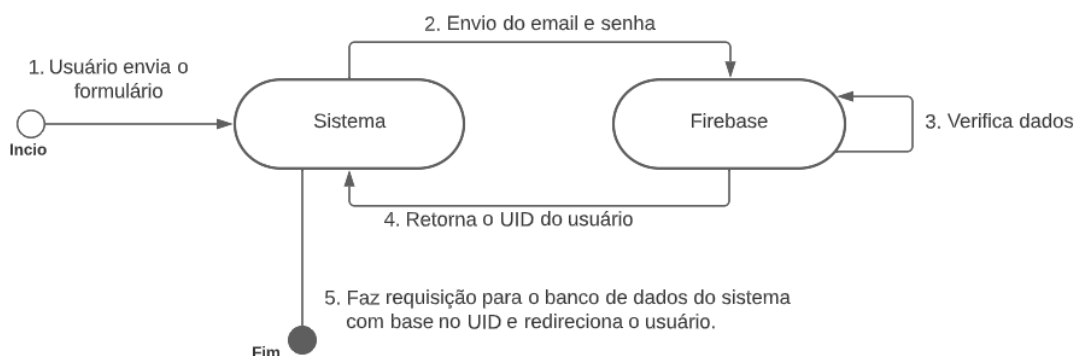 2. Envio do email e senha
1. Usuário envia o
formulário
Sistema
Firebase
3. Verifica dados
Incio
4. Retorna o UID do usuário
5. Faz requisição para o banco de dados do sistema
com base no UID e redireciona o usuário.
Fim